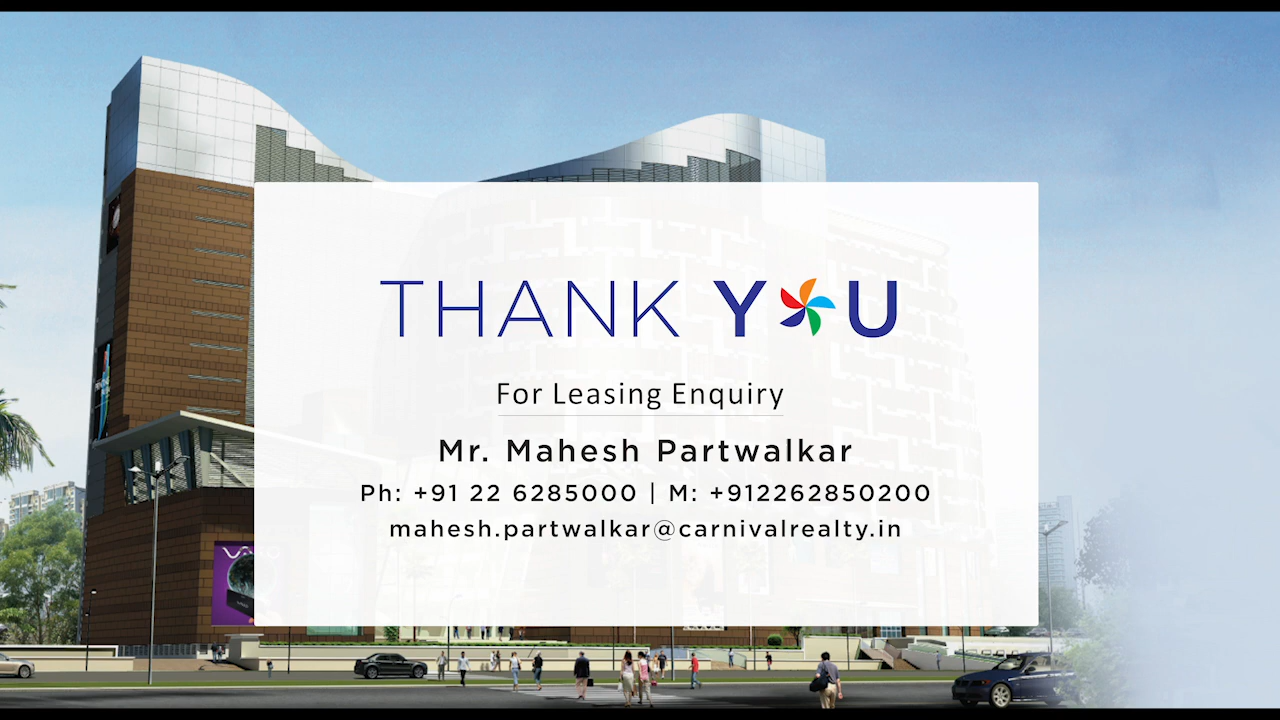 THANK YOU
For Leasing Enquiry
Mr. Mahesh Partwalkar
Ph: +91 22 6285000 | M: +912262850200
mahesh.partwalkar@carnivalrealty.in